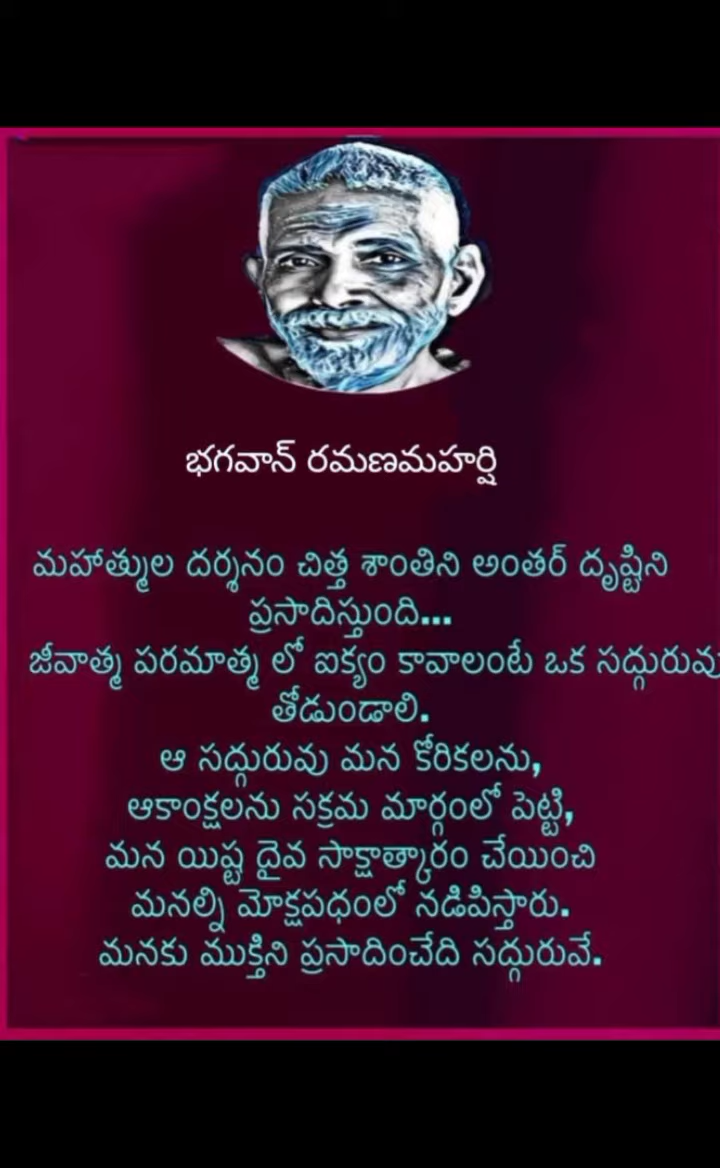 భగవాన్ రమణమహర్షి
మహాత్ముల దర్శనం చిత్త శాంతిని అంతర్ దృష్టిని
ప్రసాదిస్తుంది...
జీవాత్మ పరమాత్మ లో ఐక్యం కావాలంటే ఒక సద్గురువు
తోడుండాలి.
ఆ సద్గురువు మన కోరికలను,
ఆకాంక్షలను సక్రమ మార్గంలో పెట్టి,
మన యిష్ట దైవ సాక్షాత్కారం చేయించి
మనల్ని మోక్షపధంలో నడిపిస్తారు.
మనకు ముక్తిని ప్రసాదించేది సద్గురువే.